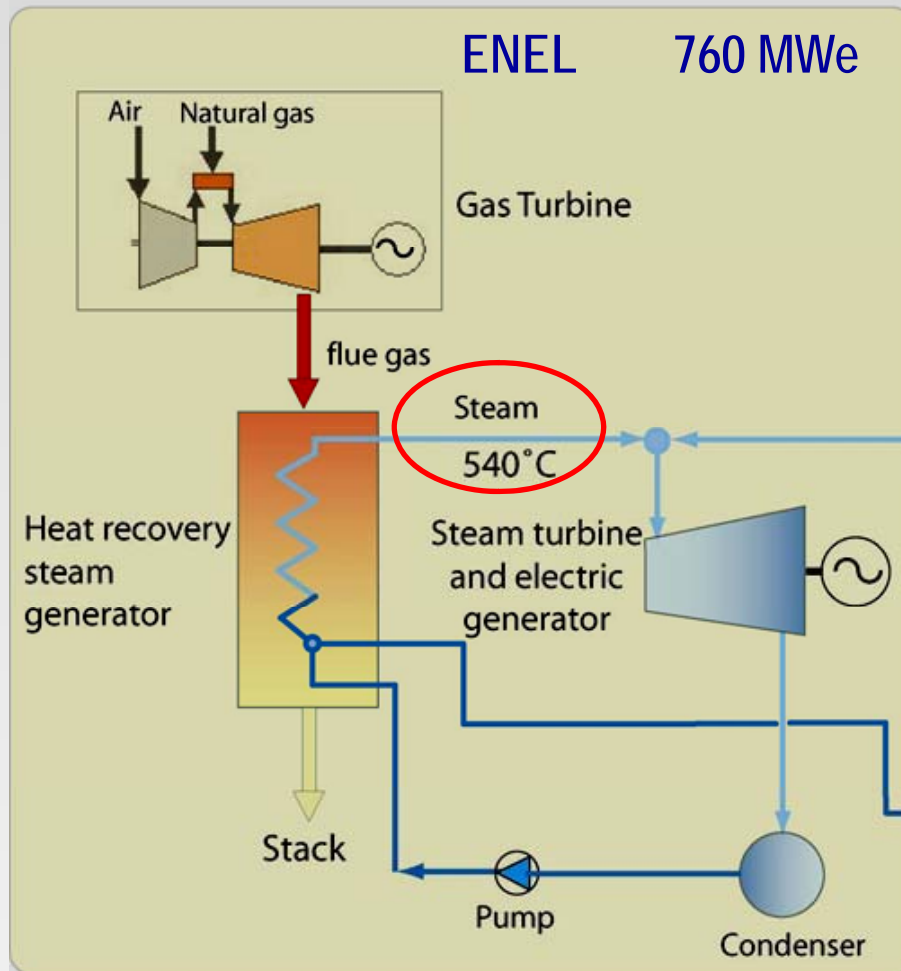 ENEL 760 MWe
Air Natural gas
Gas Turbine
flue gas
Steam
540°C
Heat recovery
steam
generator
Steam turbine
and electric
generator
Stack
Pump
Condenser